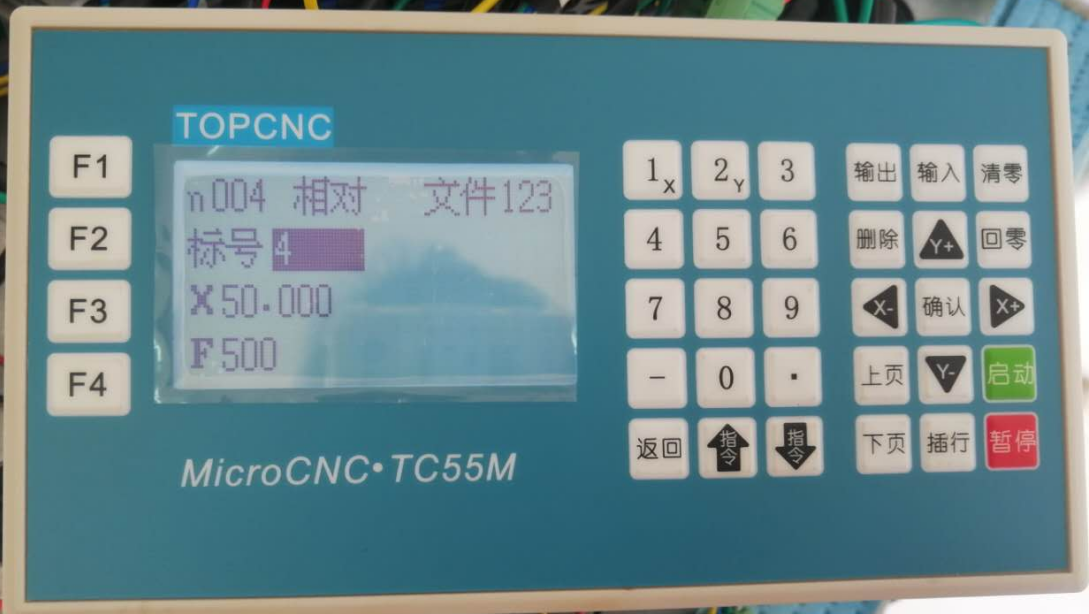 TOPCNC
n004 相对 文件123
标号 4
X50.000
F500
MicroCNC•TC55M
F1
F2
F3
F4
1X 2Y 3
4 5 6
7 8 9
- 0 .
返回 指令 指令
输出 输入 清零
删除 Y+ 回零
X- 确认 X+
上页 Y- 启动
下页 插行 暂停